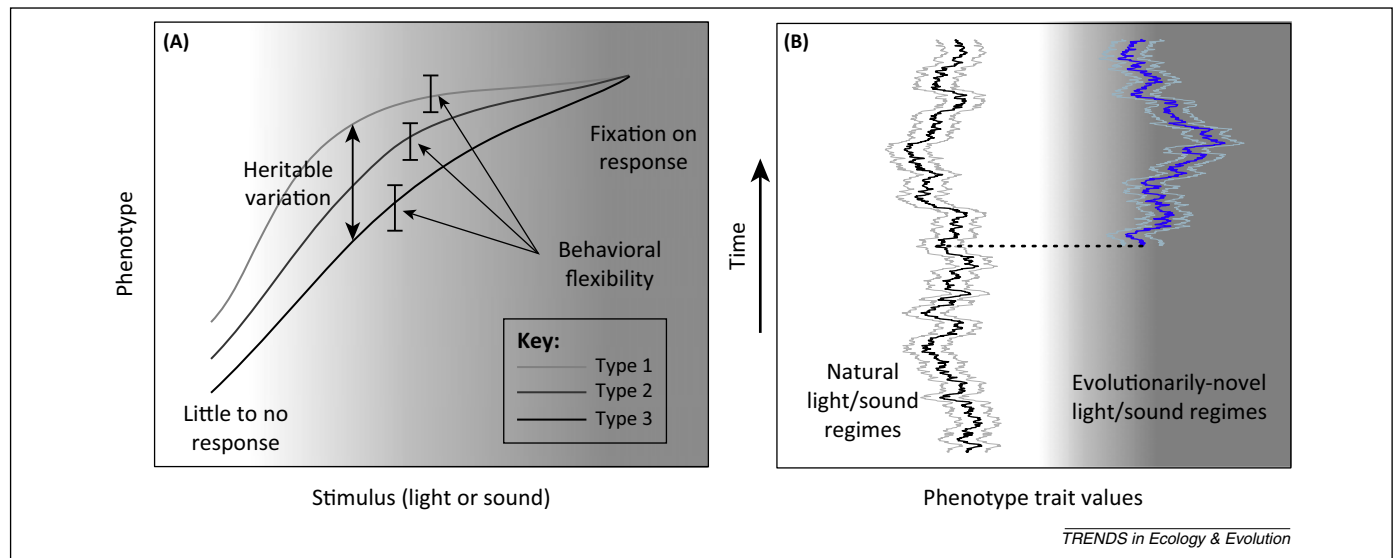 (A)
Phenotype
Heritable
variation
Fixation on
response
Behavioral
flexibility
Little to no
response
Key:
Type 1
Type 2
Type 3
Stimulus (light or sound)
(B)
Time
Natural
light/sound
regimes
Evolutionarily-novel
light/sound regimes
Phenotype trait values
TRENDS in Ecology & Evolution